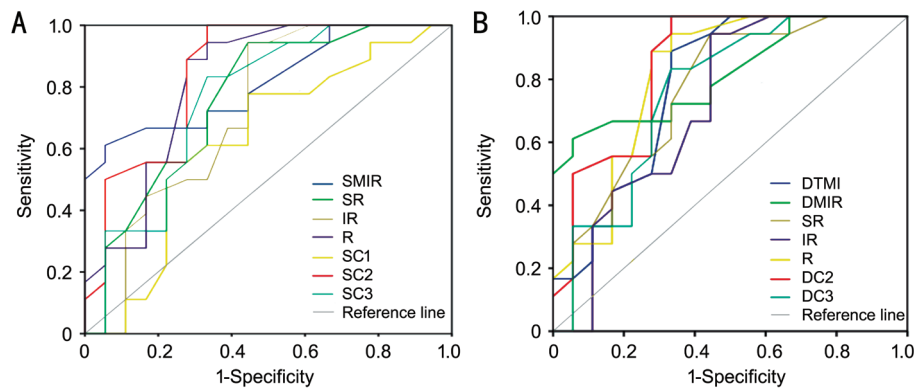 A
Sensitivity
1.0
0.8
0.6
0.4
0.2
0
0
0.2
0.4
0.6
0.8
1.0
1-Specificity
SMIR
SR
IR
R
SC1
SC2
SC3
Reference line
B
Sensitivity
1.0
0.8
0.6
0.4
0.2
0
0
0.2
0.4
0.6
0.8
1.0
1-Specificity
DTMI
DMIR
SR
IR
R
DC2
DC3
Reference line